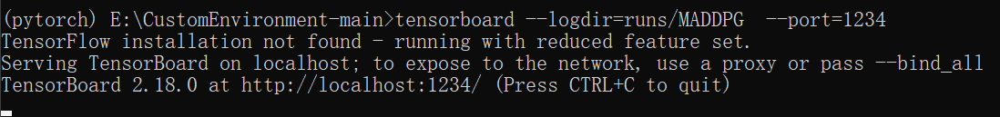 (pytorch) E:\CustomEnvironment-main>tensorboard --logdir=runs/MADDPG  --port=1234
TensorFlow installation not found - running with reduced feature set.
Serving TensorBoard on localhost; to expose to the network, use a proxy or pass --bind_all
TensorBoard 2.18.0 at http://localhost:1234/ (Press CTRL+C to quit)